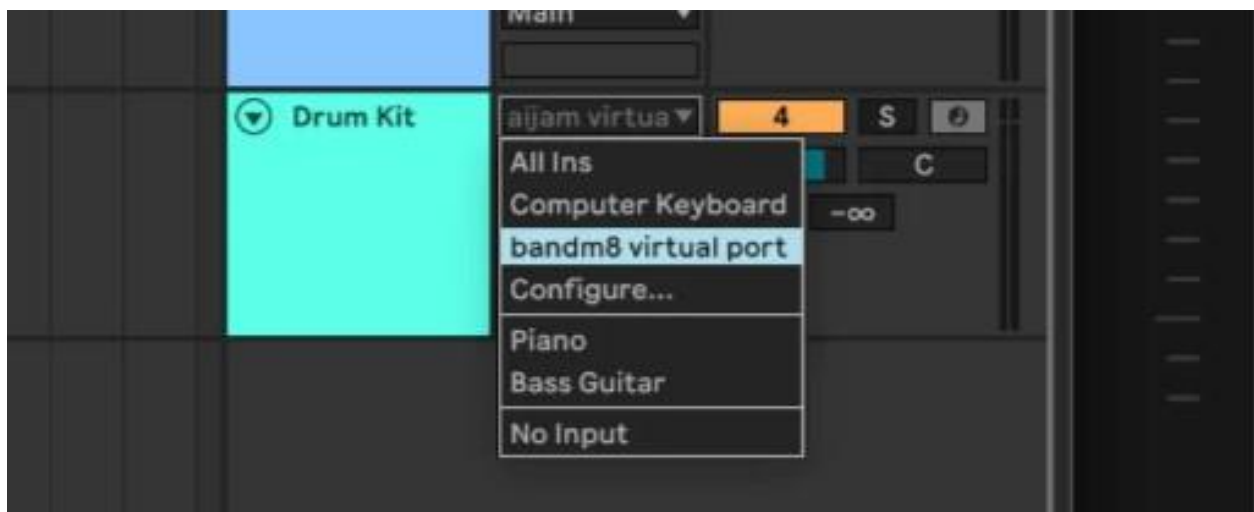 Main
Drum Kit
aijam virtua
4
S
C
-∞
All Ins
Computer Keyboard
bandm8 virtual port
Configure...
Piano
Bass Guitar
No Input